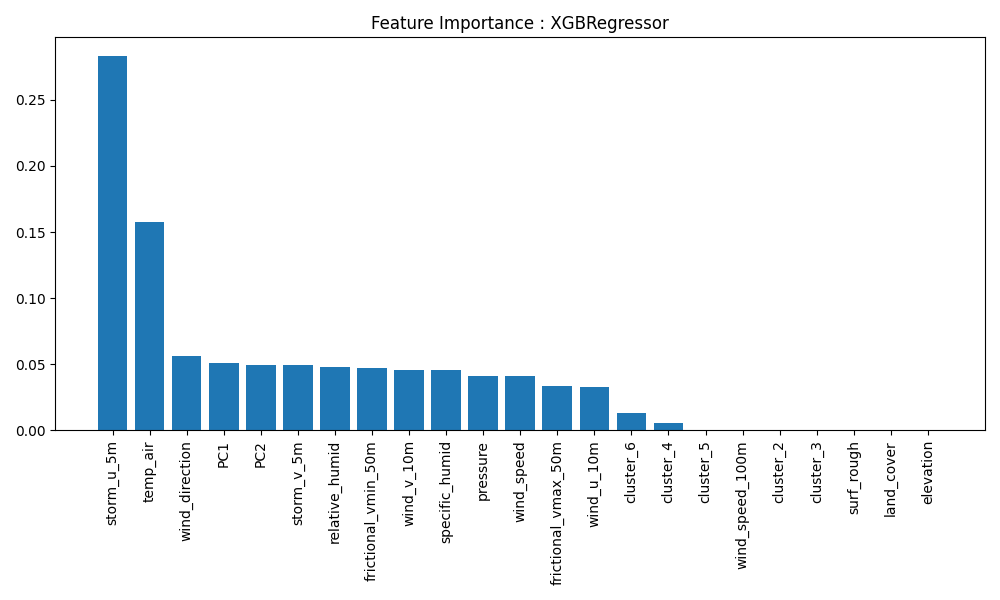 Feature Importance : XGBRegressor
0.25
0.20
0.15
0.10
0.05
0.00
storm_u_5m
temp_air
wind_direction
PC1
PC2
storm_v_5m
relative_humid
frictional_vmin_50m
wind_v_10m
specific_humid
pressure
wind_speed
frictional_vmax_50m
wind_u_10m
cluster_6
cluster_4
cluster_5
wind_speed_100m
cluster_2
cluster_3
surf_rough
land_cover
elevation